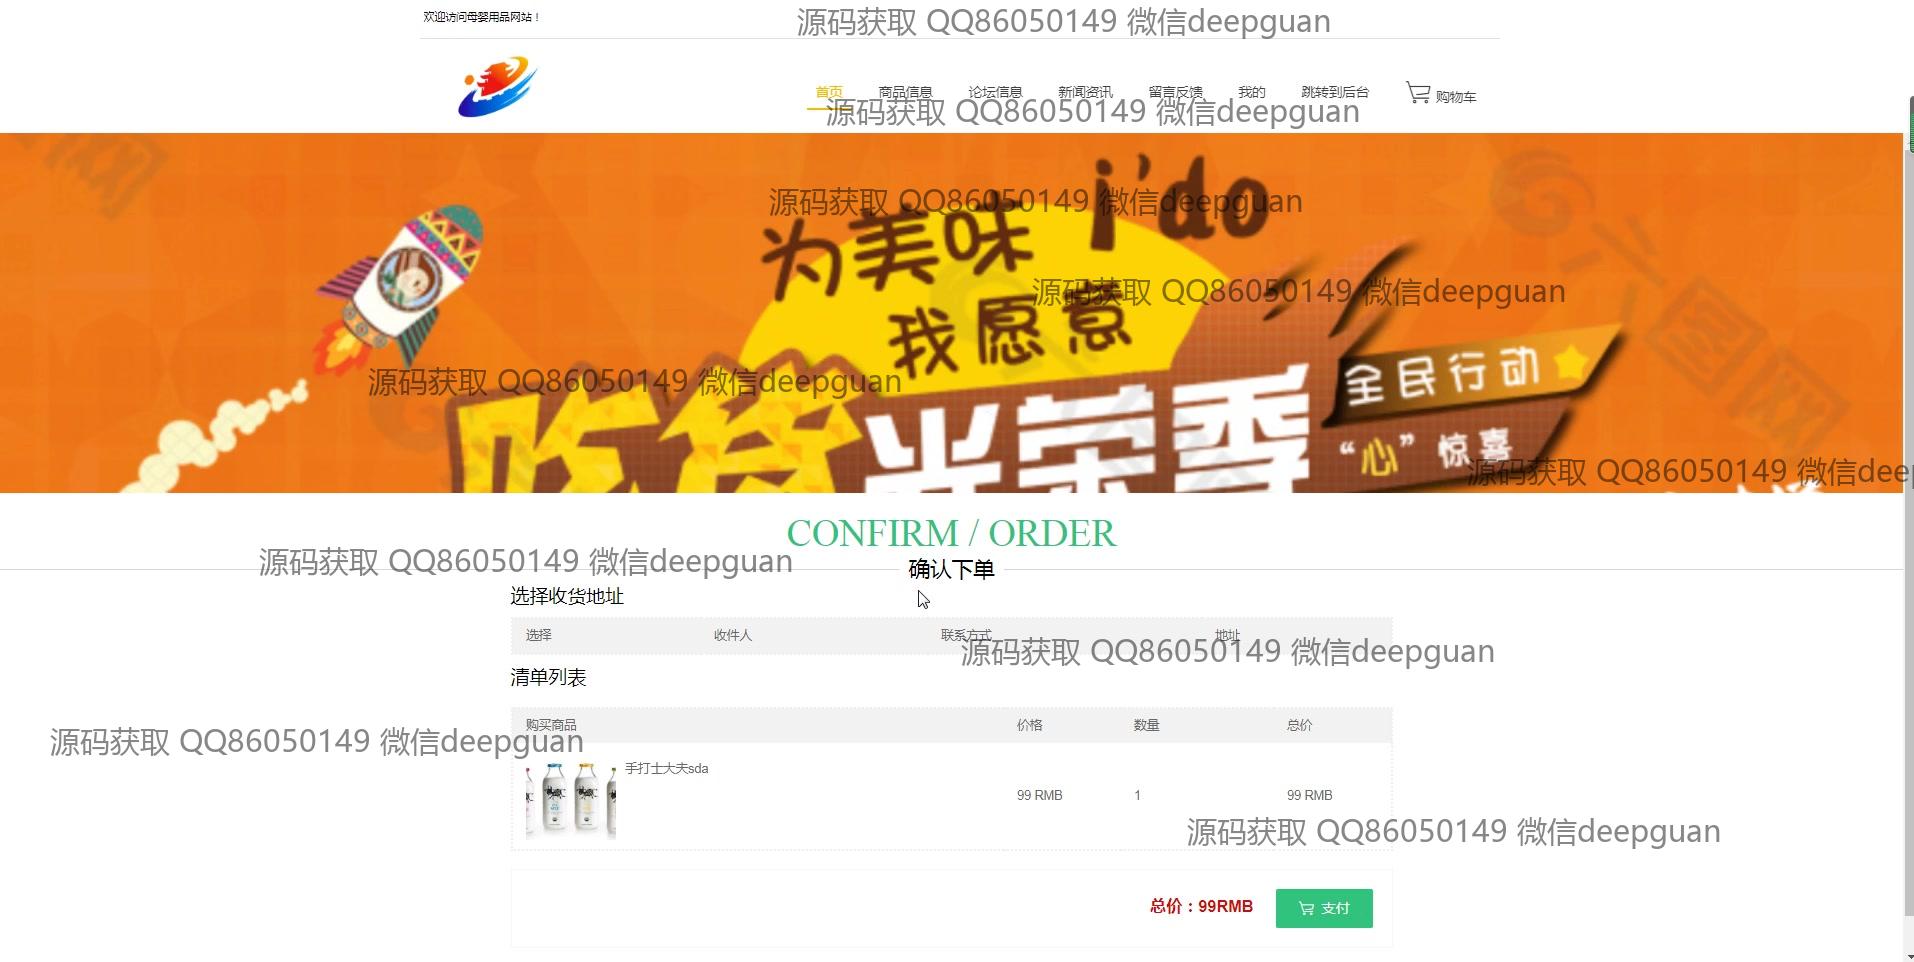 欢迎访问母婴用品网站！
源码获取 QQ86050149 微信deepguan
首页 商品信息 论坛信息 新闻资讯 留言反馈 我的 跳转到后台 购物车
源码获取 QQ86050149 微信deepguan
i'do
源码获取 QQ86050149 微信deepguan
为美味
源码获取 QQ86050149 微信deepguan
我愿意
全民行动
源码获取 QQ86050149 微信deepguan
吃货光荣季
“心”惊喜
六图网
源码获取 QQ86050149 微信deep
CONFIRM / ORDER
源码获取 QQ86050149 微信deepguan
确认下单
选择收货地址
选择 收件人 联系方式 地址
源码获取 QQ86050149 微信deepguan
清单列表
购买商品 价格 数量 总价
源码获取 QQ86050149 微信deepguan
手打士大夫sda
99 RMB 1 99 RMB
源码获取 QQ86050149 微信deepguan
总价：99RMB 支付